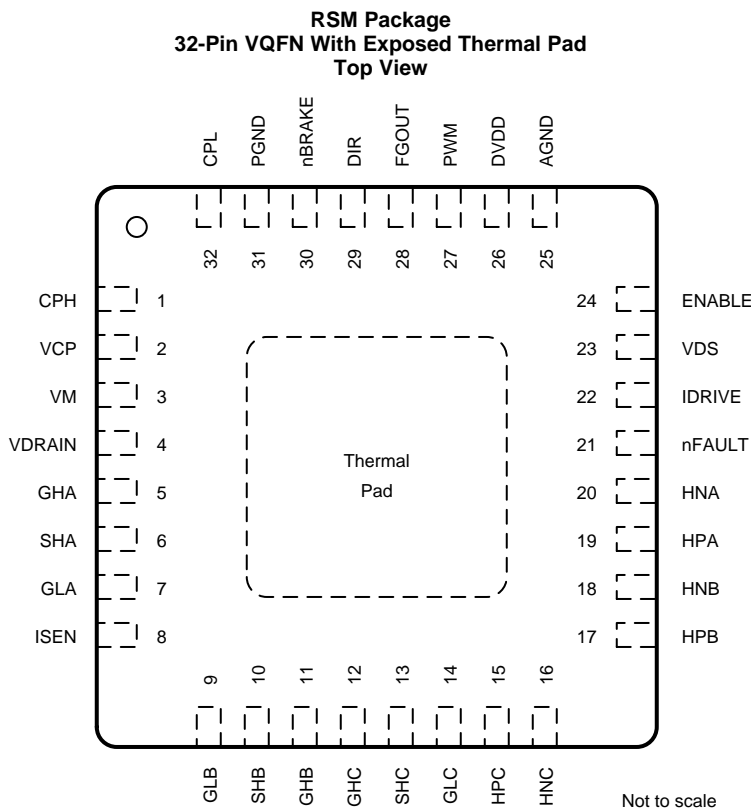 RSM Package
32-Pin VQFN With Exposed Thermal Pad
Top View
CPL
PGND
nBRAKE
DIR
FGOUT
PWM
DVDD
AGND
32
31
30
29
28
27
26
25
CPH 1
VCP 2
VM 3
VDRAIN 4
GHA 5
SHA 6
GLA 7
ISEN 8
Thermal
Pad
24 ENABLE
23 VDS
22 IDRIVE
21 nFAULT
20 HNA
19 HPA
18 HNB
17 HPB
9
10
11
12
13
14
15
16
GLB
SHB
GHB
GHC
SHC
GLC
HPC
HNC
Not to scale